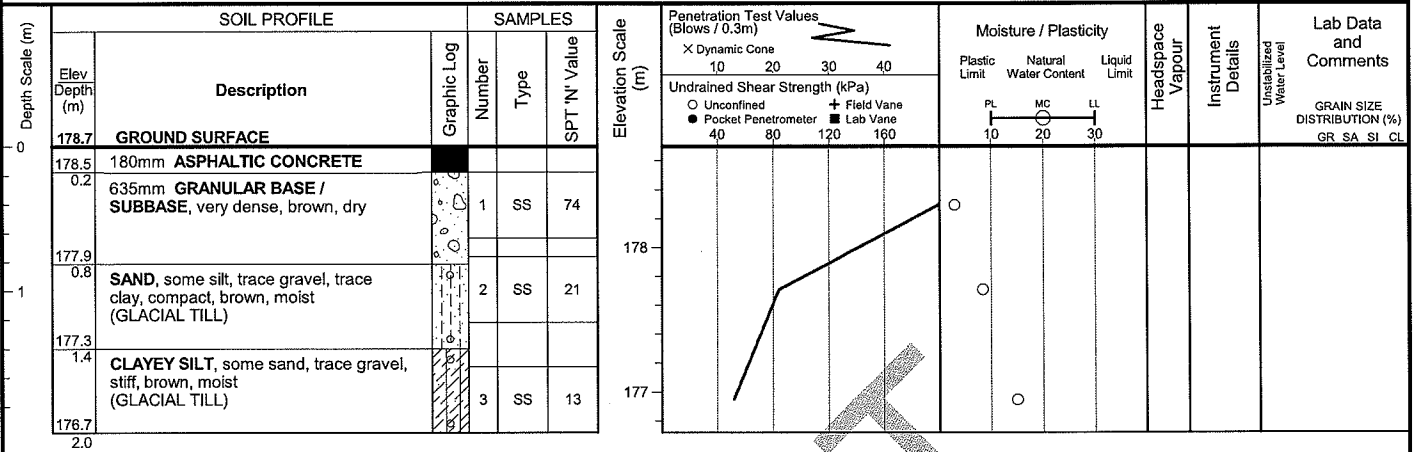 SOIL PROFILE
SAMPLES
Depth Scale (m)
Elev
Depth
(m)
Description
Graphic Log
Number
Type
SPT 'N' Value
Elevation Scale
(m)
Penetration Test Values
(Blows / 0.3m)
× Dynamic Cone
10 20 30 40
Undrained Shear Strength (kPa)
○ Unconfined + Field Vane
● Pocket Penetrometer ■ Lab Vane
40 80 120 160
Moisture / Plasticity
Plastic Natural Liquid
Limit Water Content Limit
PL MC LL
10 20 30
Headspace
Vapour
Instrument
Details
Unstabilized
Water Level
Lab Data
and
Comments
GRAIN SIZE
DISTRIBUTION (%)
GR SA SI CL
178.7 GROUND SURFACE
0
178.5 180mm ASPHALTIC CONCRETE
0.2 635mm GRANULAR BASE /
SUBBASE, very dense, brown, dry
1 SS 74
178
177.9
0.8 SAND, some silt, trace gravel, trace
clay, compact, brown, moist
(GLACIAL TILL)
1
2 SS 21
177.3
1.4 CLAYEY SILT, some sand, trace gravel,
stiff, brown, moist
(GLACIAL TILL)
3 SS 13
177
176.7
2.0